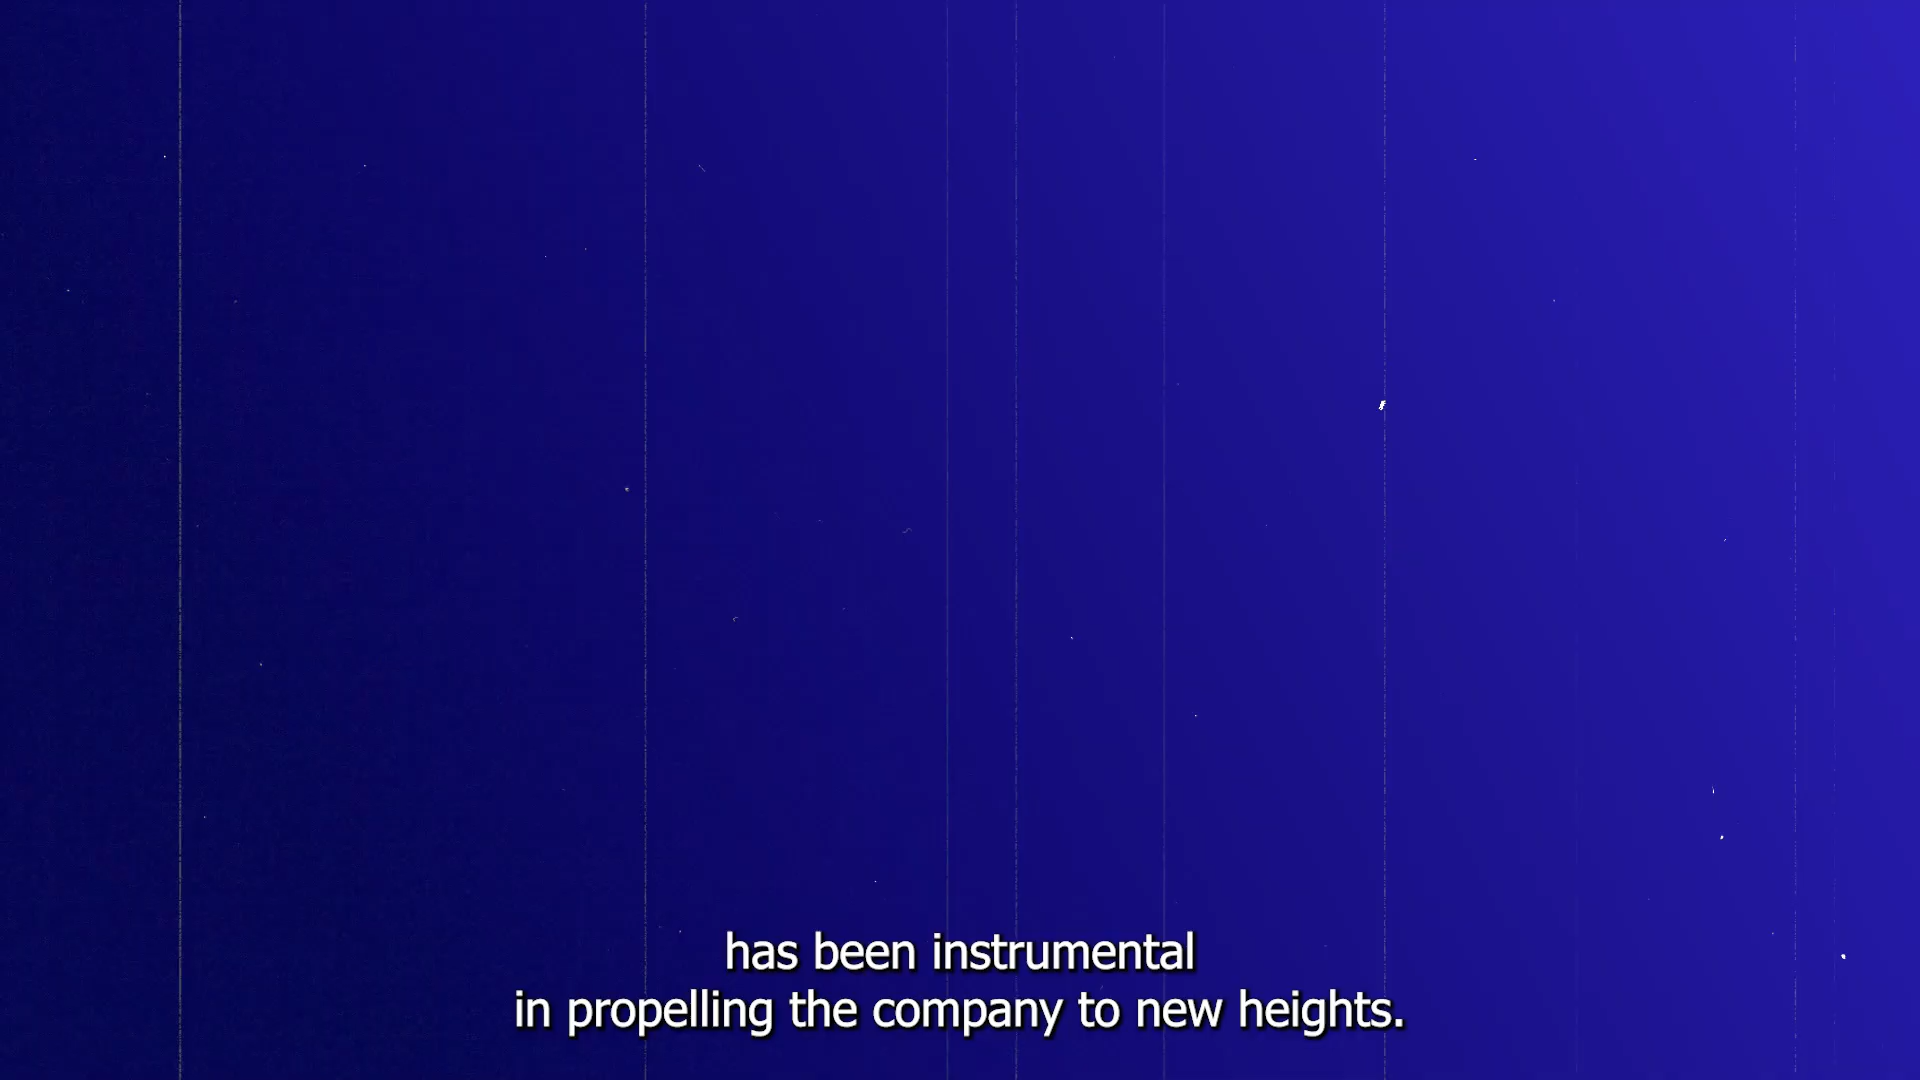 has been instrumental
in propelling the company to new heights.